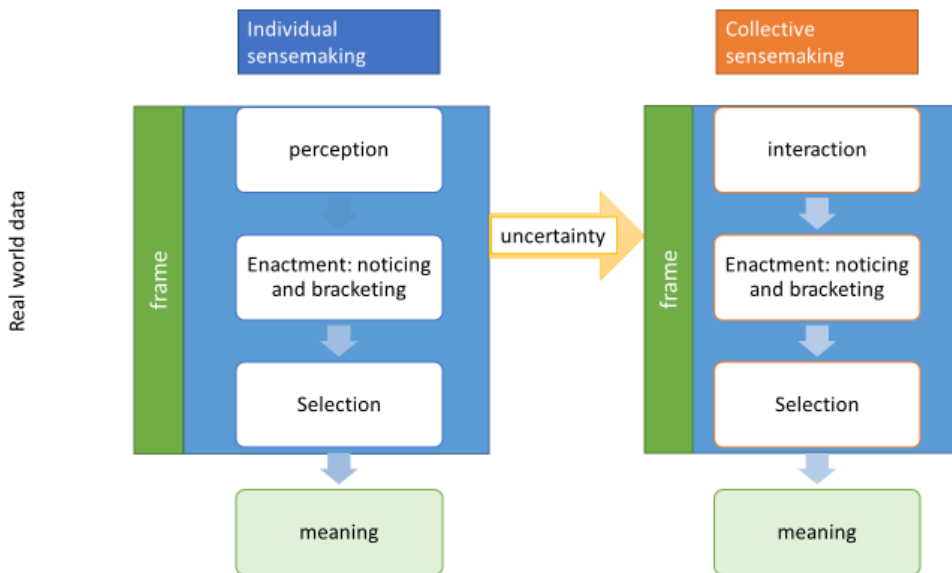 Individual
sensemaking
Collective
sensemaking
Real world data
frame
perception
Enactment: noticing
and bracketing
Selection
meaning
uncertainty
frame
interaction
Enactment: noticing
and bracketing
Selection
meaning